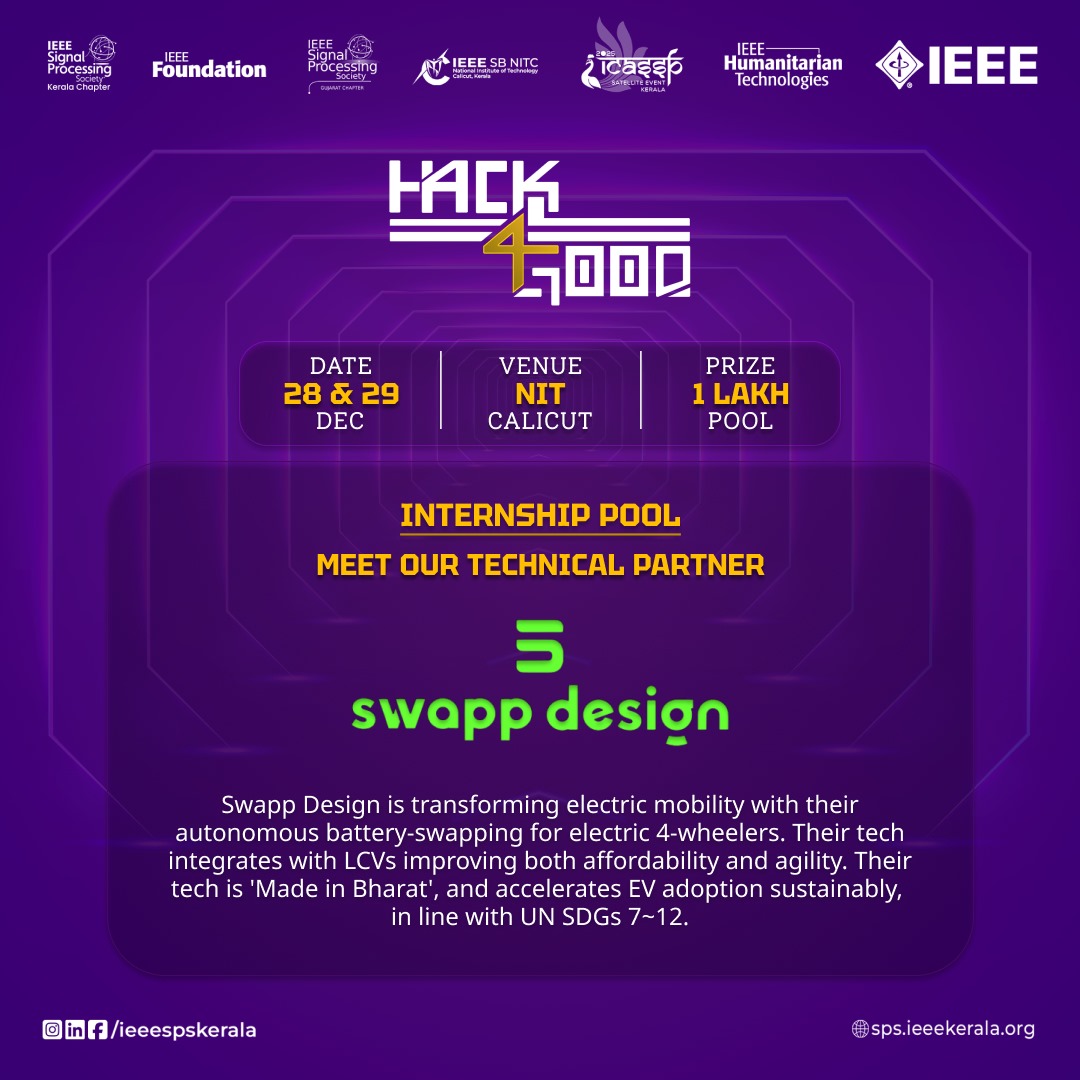 IEEE
Signal
Processing
Society
Kerala Chapter
IEEE
Foundation
IEEE
Signal
Processing
Society
GUJARAT CHAPTER
IEEE SB NITC
National Institute of Technology
Calicut, Kerala
2025
icassp
SATELLITE EVENT
KERALA
IEEE
Humanitarian
Technologies
IEEE
HACK
4
GOOD
DATE
28 & 29
DEC
VENUE
NIT
CALICUT
PRIZE
1 LAKH
POOL
INTERNSHIP POOL
MEET OUR TECHNICAL PARTNER
swapp design
Swapp Design is transforming electric mobility with their
autonomous battery-swapping for electric 4-wheelers. Their tech
integrates with LCVs improving both affordability and agility. Their
tech is 'Made in Bharat', and accelerates EV adoption sustainably,
in line with UN SDGs 7~12.
/ieeespskerala
sps.ieeekerala.org